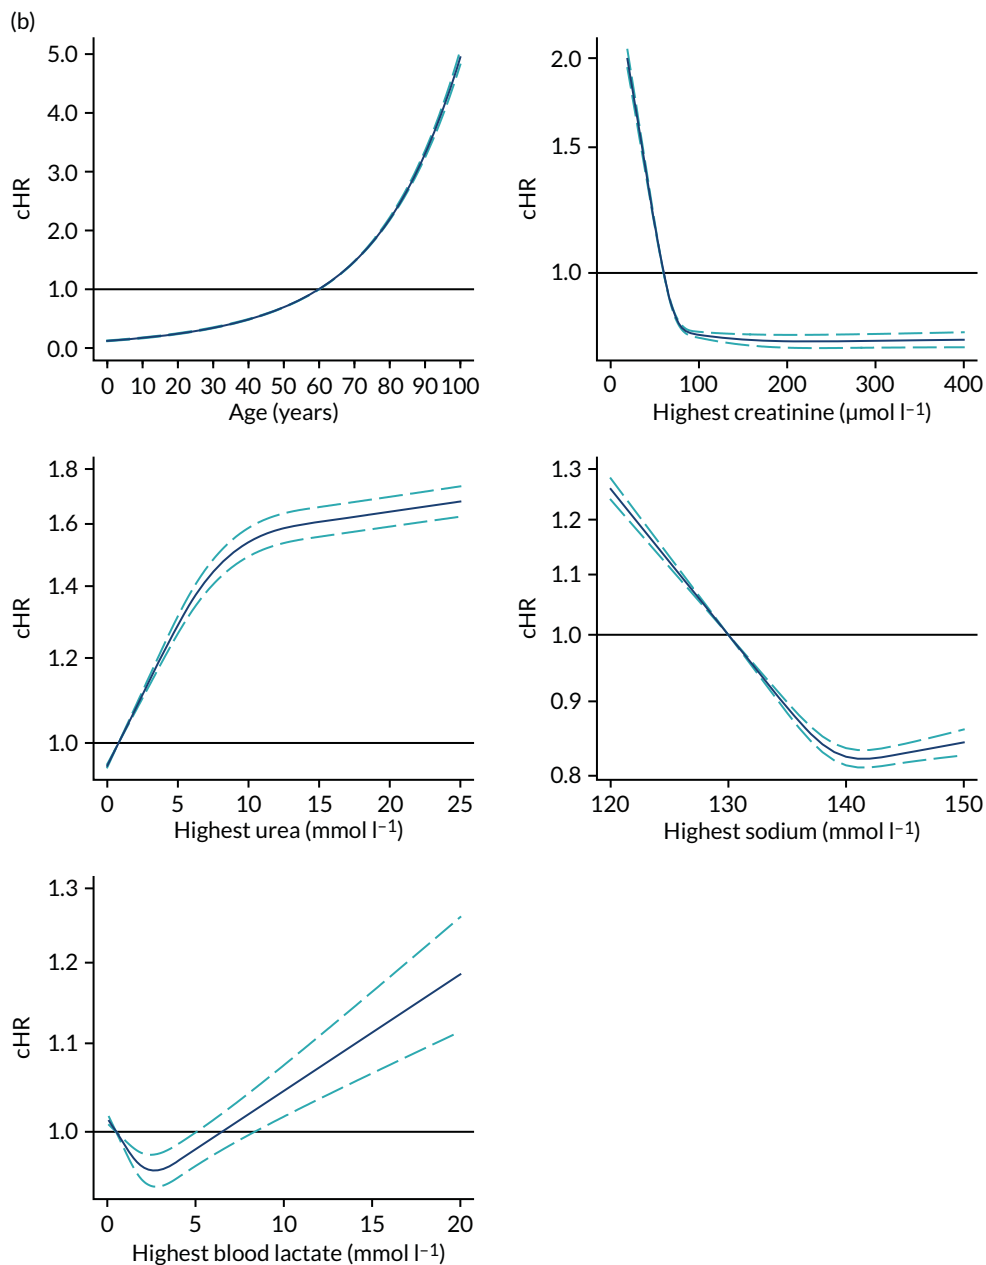 (b)
5.0
4.0
3.0
2.0
1.0
0.0
cHR
0 10 20 30 40 50 60 70 80 90 100
Age (years)
2.0
1.5
1.0
cHR
0 100 200 300 400
Highest creatinine (µmol l⁻¹)
1.8
1.6
1.4
1.2
1.0
cHR
0 5 10 15 20 25
Highest urea (mmol l⁻¹)
1.3
1.2
1.1
1.0
0.9
0.8
cHR
120 130 140 150
Highest sodium (mmol l⁻¹)
1.3
1.2
1.1
1.0
cHR
0 5 10 15 20
Highest blood lactate (mmol l⁻¹)